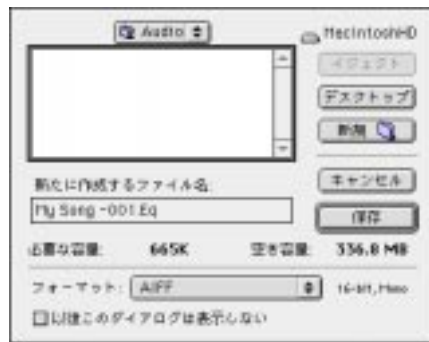 Audio
MacintoshHD
イジェクト
デスクトップ
新規
新たに作成するファイル名:
キャンセル
My Song -001.Eq
保存
必要な容量: 665K 空き容量: 336.8 MB
フォーマット: AIFF 16-bit, Mono
以後このダイアログは表示しない